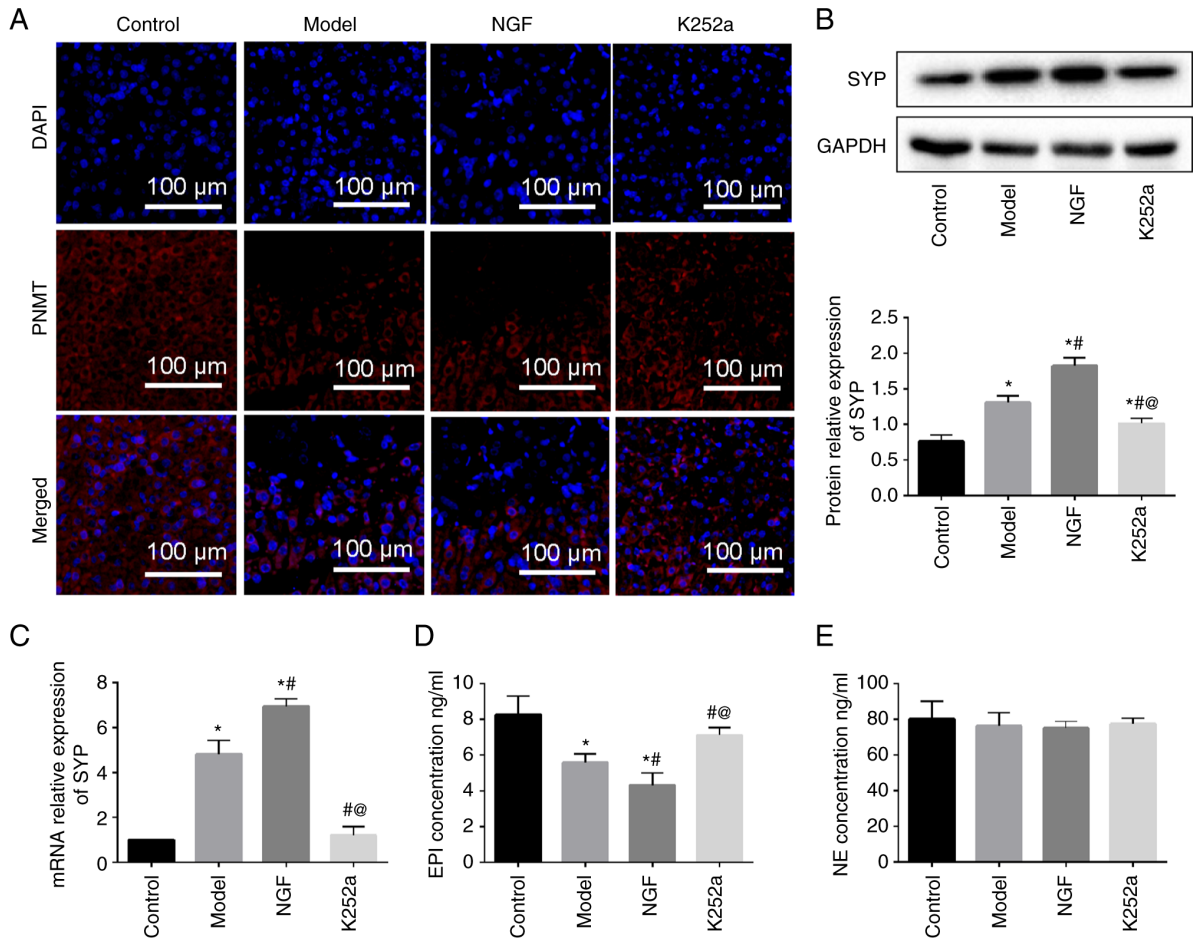 A
Control
Model
NGF
K252a
DAPI
100 µm
100 µm
100 µm
100 µm
PNMT
100 µm
100 µm
100 µm
100 µm
Merged
100 µm
100 µm
100 µm
100 µm
B
SYP
GAPDH
Control
Model
NGF
K252a
Protein relative expression
of SYP
2.5
2.0
1.5
1.0
0.5
0.0
*
*#
*#@
Control
Model
NGF
K252a
C
mRNA relative expression
of SYP
8
6
4
2
0
*
*#
#@
Control
Model
NGF
K252a
D
EPI concentration ng/ml
10
8
6
4
2
0
*
*#
#@
Control
Model
NGF
K252a
E
NE concentration ng/ml
100
80
60
40
20
0
Control
Model
NGF
K252a